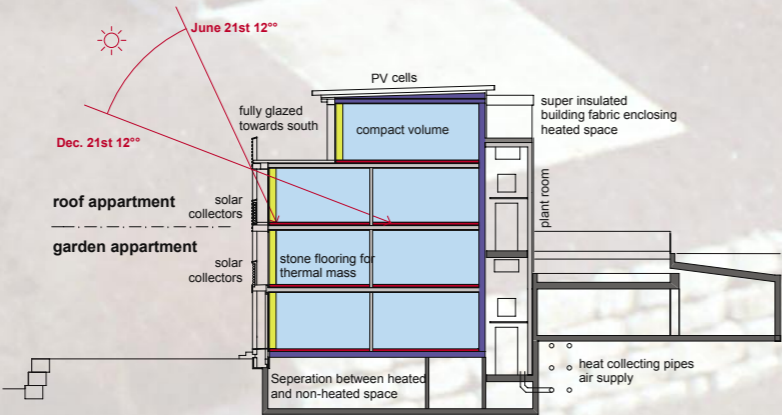 June 21st 12ºº
PV cells
fully glazed
towards south
super insulated
building fabric enclosing
heated space
compact volume
Dec. 21st 12ºº
roof appartment
solar
collectors
plant room
garden appartment
solar
collectors
stone flooring for
thermal mass
Seperation between heated
and non-heated space
heat collecting pipes
air supply